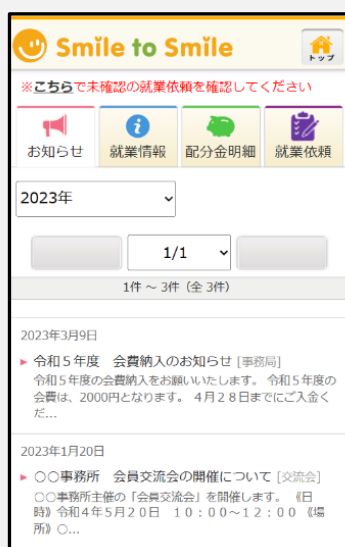 Smile to Smile
トップ
※こちらで未確認の就業依頼を確認してください
お知らせ
就業情報
配分金明細
就業依頼
2023年
1/1
1件 ～ 3件 (全 3件)
2023年3月9日
令和５年度　会費納入のお知らせ [事務局]
令和５年度の会費納入をお願いいたします。 令和５年度の
会費は、2000円となります。 ４月２８日までにご入金く
だ...
2023年1月20日
○○事務所　会員交流会の開催について [交流会]
○○事務所主催の「会員交流会」を開催します。 《日
時》令和４年５月２０日　１０：００～１２：００ 《場
所》○...